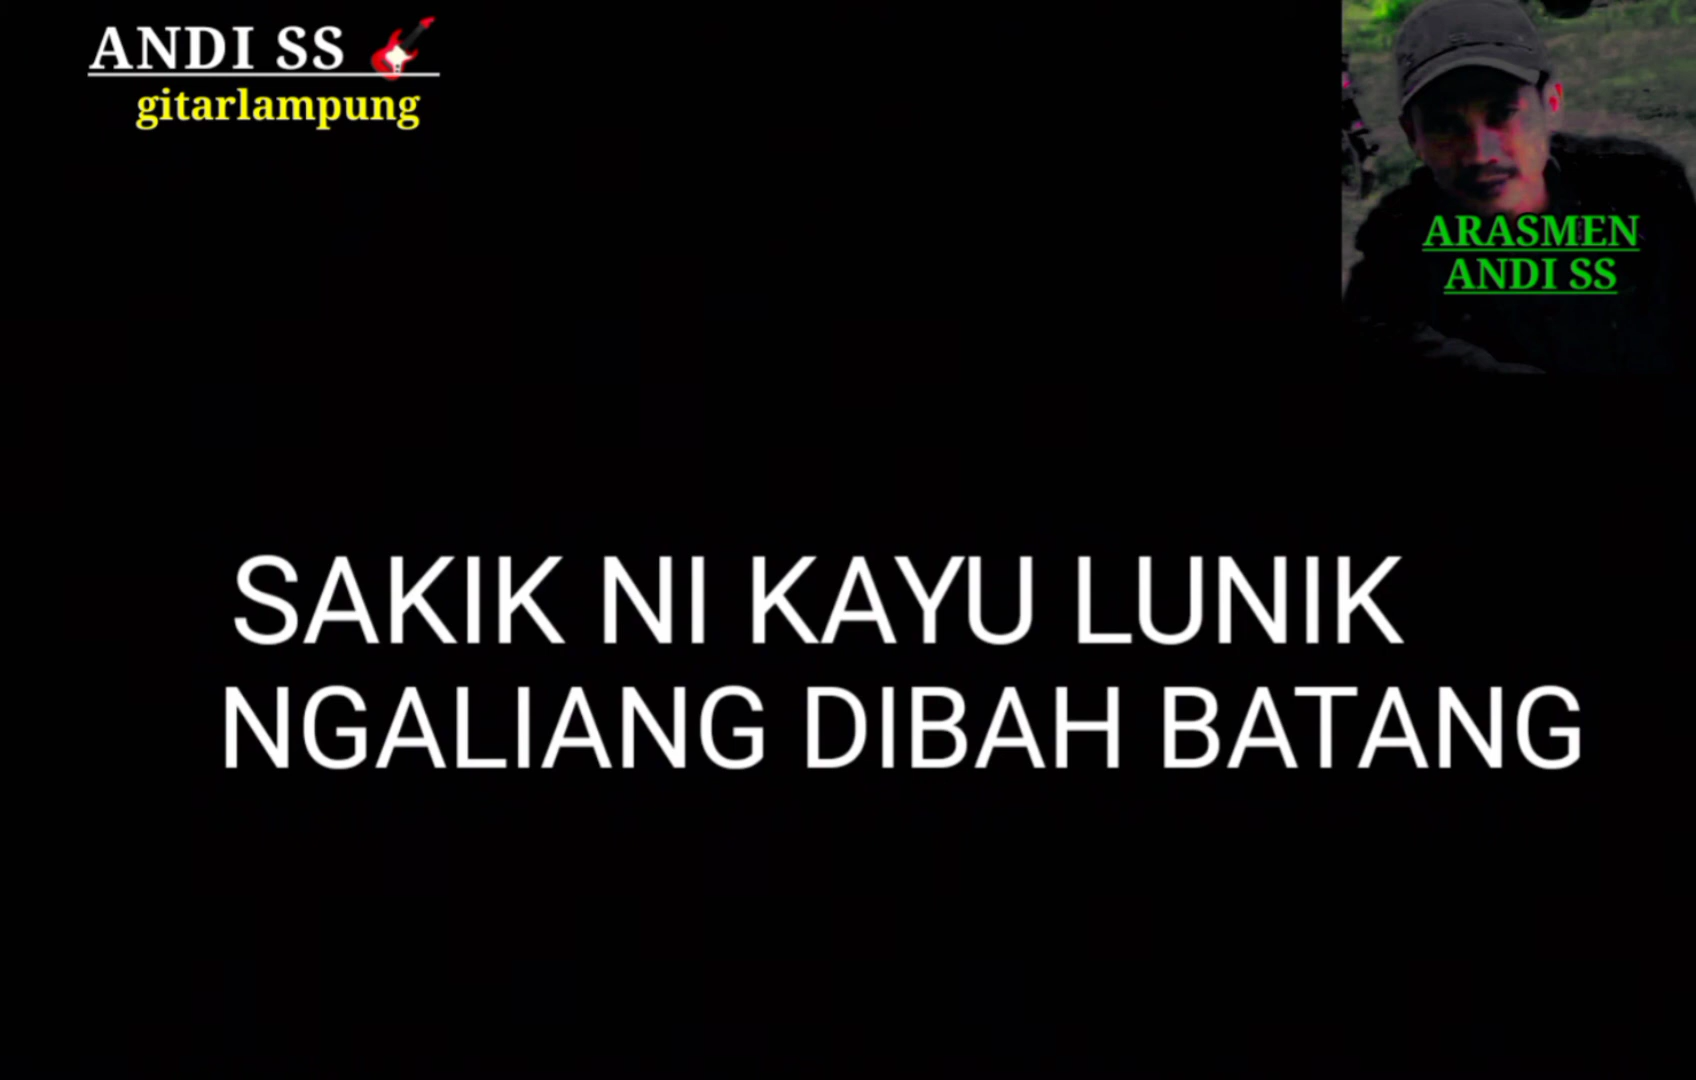 ANDI SS
gitarlampung
ARASMEN
ANDI SS
SAKIK NI KAYU LUNIK
NGALIANG DIBAH BATANG